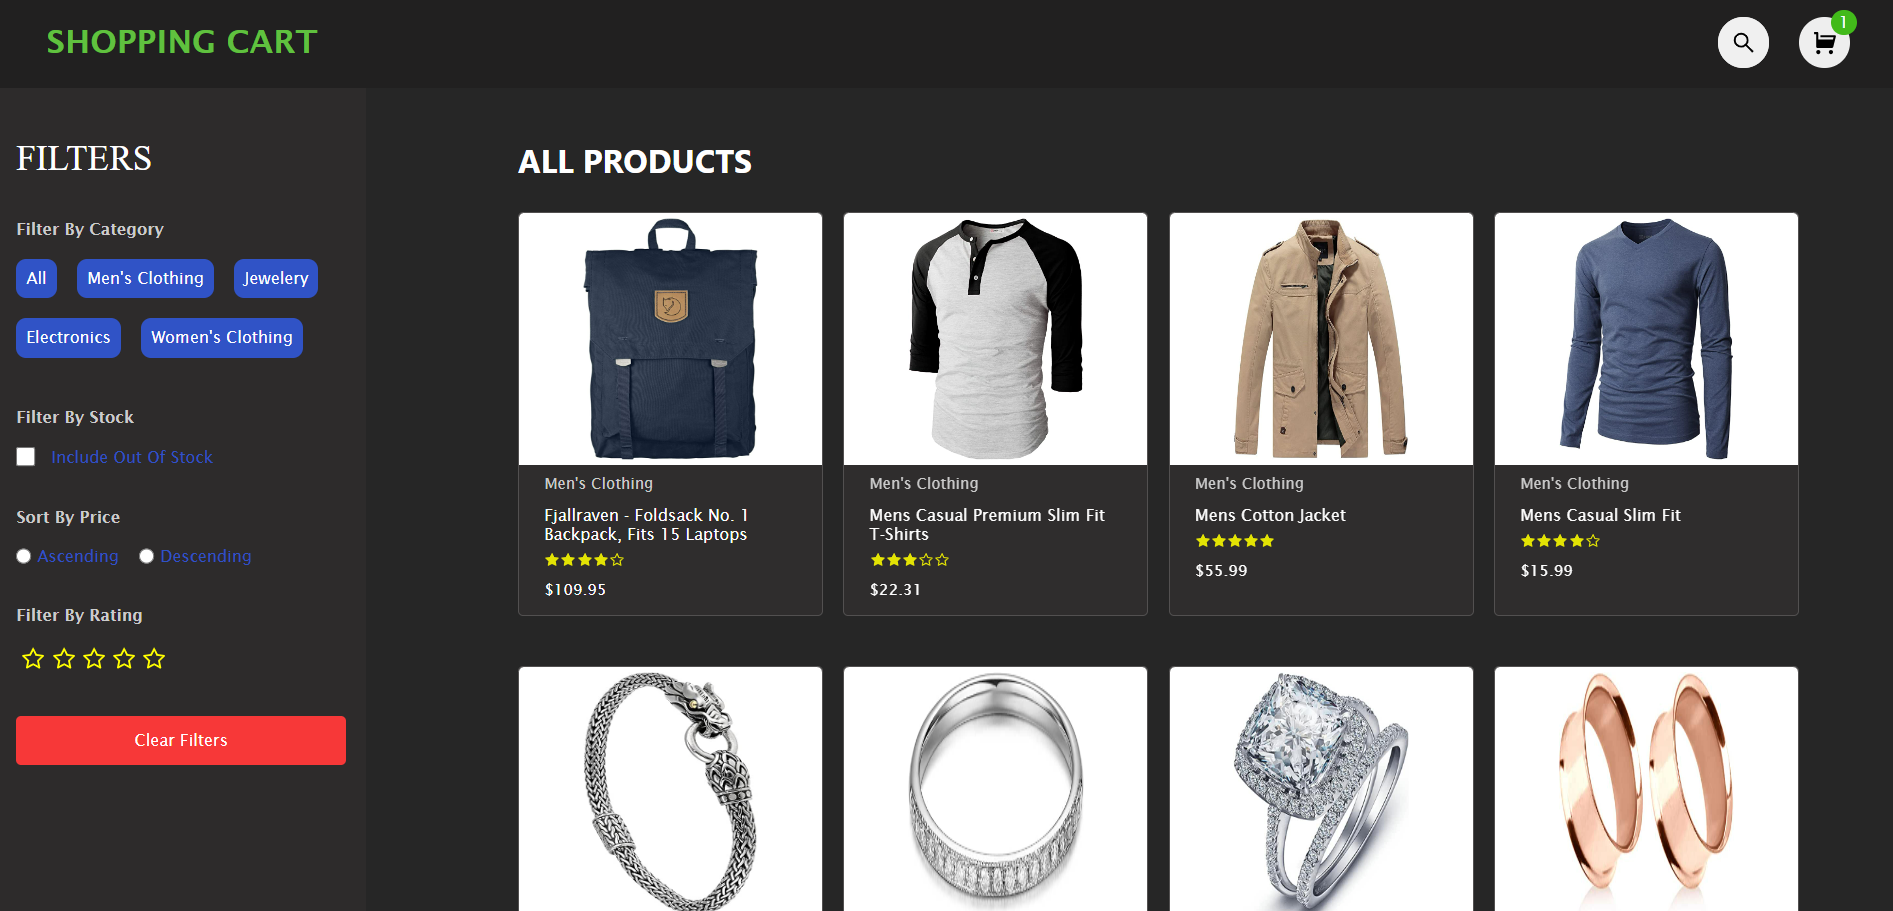 SHOPPING CART
1
FILTERS
Filter By Category
All
Men's Clothing
Jewelery
Electronics
Women's Clothing
Filter By Stock
Include Out Of Stock
Sort By Price
Ascending
Descending
Filter By Rating
Clear Filters
ALL PRODUCTS
Men's Clothing
Fjallraven - Foldsack No. 1
Backpack, Fits 15 Laptops
$109.95
Men's Clothing
Mens Casual Premium Slim Fit
T-Shirts
$22.31
Men's Clothing
Mens Cotton Jacket
$55.99
Men's Clothing
Mens Casual Slim Fit
$15.99